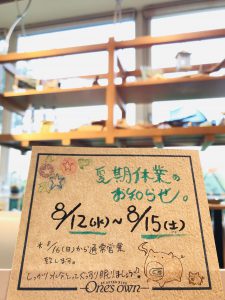 夏期休業の
お知らせ。
8/12(水)~8/15(土)
*8/16(日)から通常営業
致します。
One's own